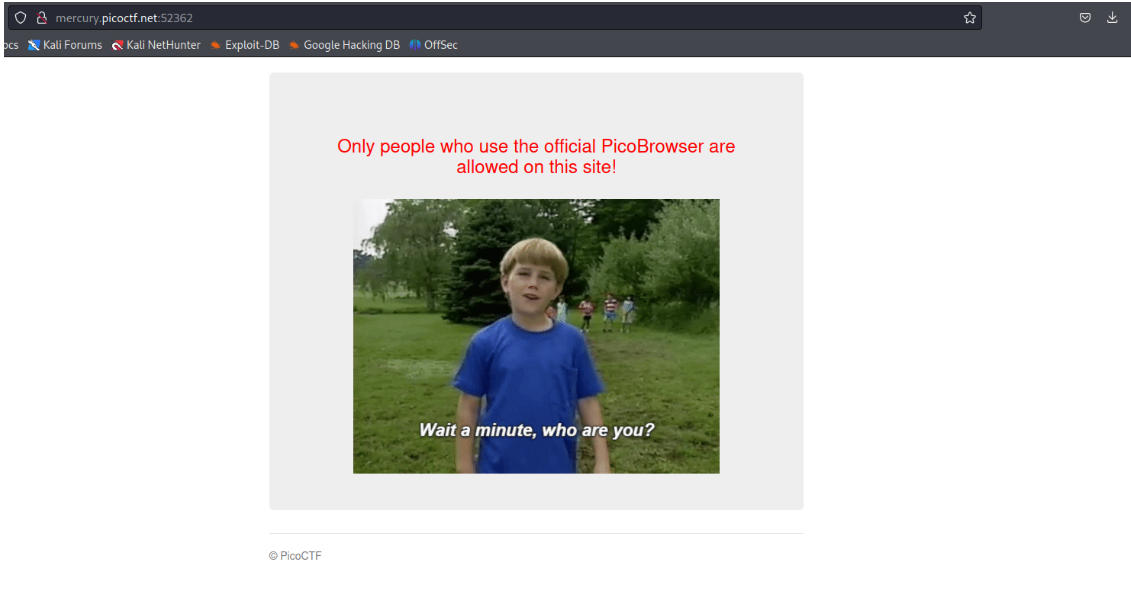 mercury.picoctf.net:52362
ocs Kali Forums Kali NetHunter Exploit-DB Google Hacking DB OffSec
Only people who use the official PicoBrowser are
allowed on this site!
Wait a minute, who are you?
© PicoCTF